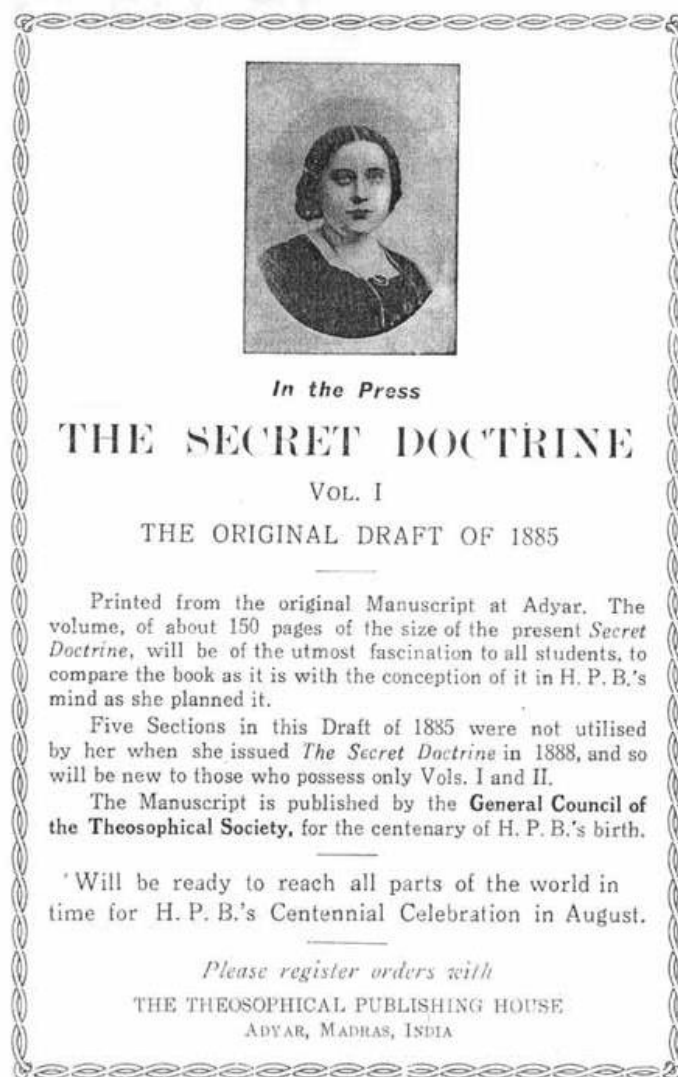 In the Press
THE SECRET DOCTRINE
VOL. I
THE ORIGINAL DRAFT OF 1885
Printed from the original Manuscript at Adyar. The
volume, of about 150 pages of the size of the present Secret
Doctrine, will be of the utmost fascination to all students, to
compare the book as it is with the conception of it in H. P. B.'s
mind as she planned it.
Five Sections in this Draft of 1885 were not utilised
by her when she issued The Secret Doctrine in 1888, and so
will be new to those who possess only Vols. I and II.
The Manuscript is published by the General Council of
the Theosophical Society, for the centenary of H. P. B.'s birth.
Will be ready to reach all parts of the world in
time for H. P. B.'s Centennial Celebration in August.
Please register orders with
THE THEOSOPHICAL PUBLISHING HOUSE
ADYAR, MADRAS, INDIA